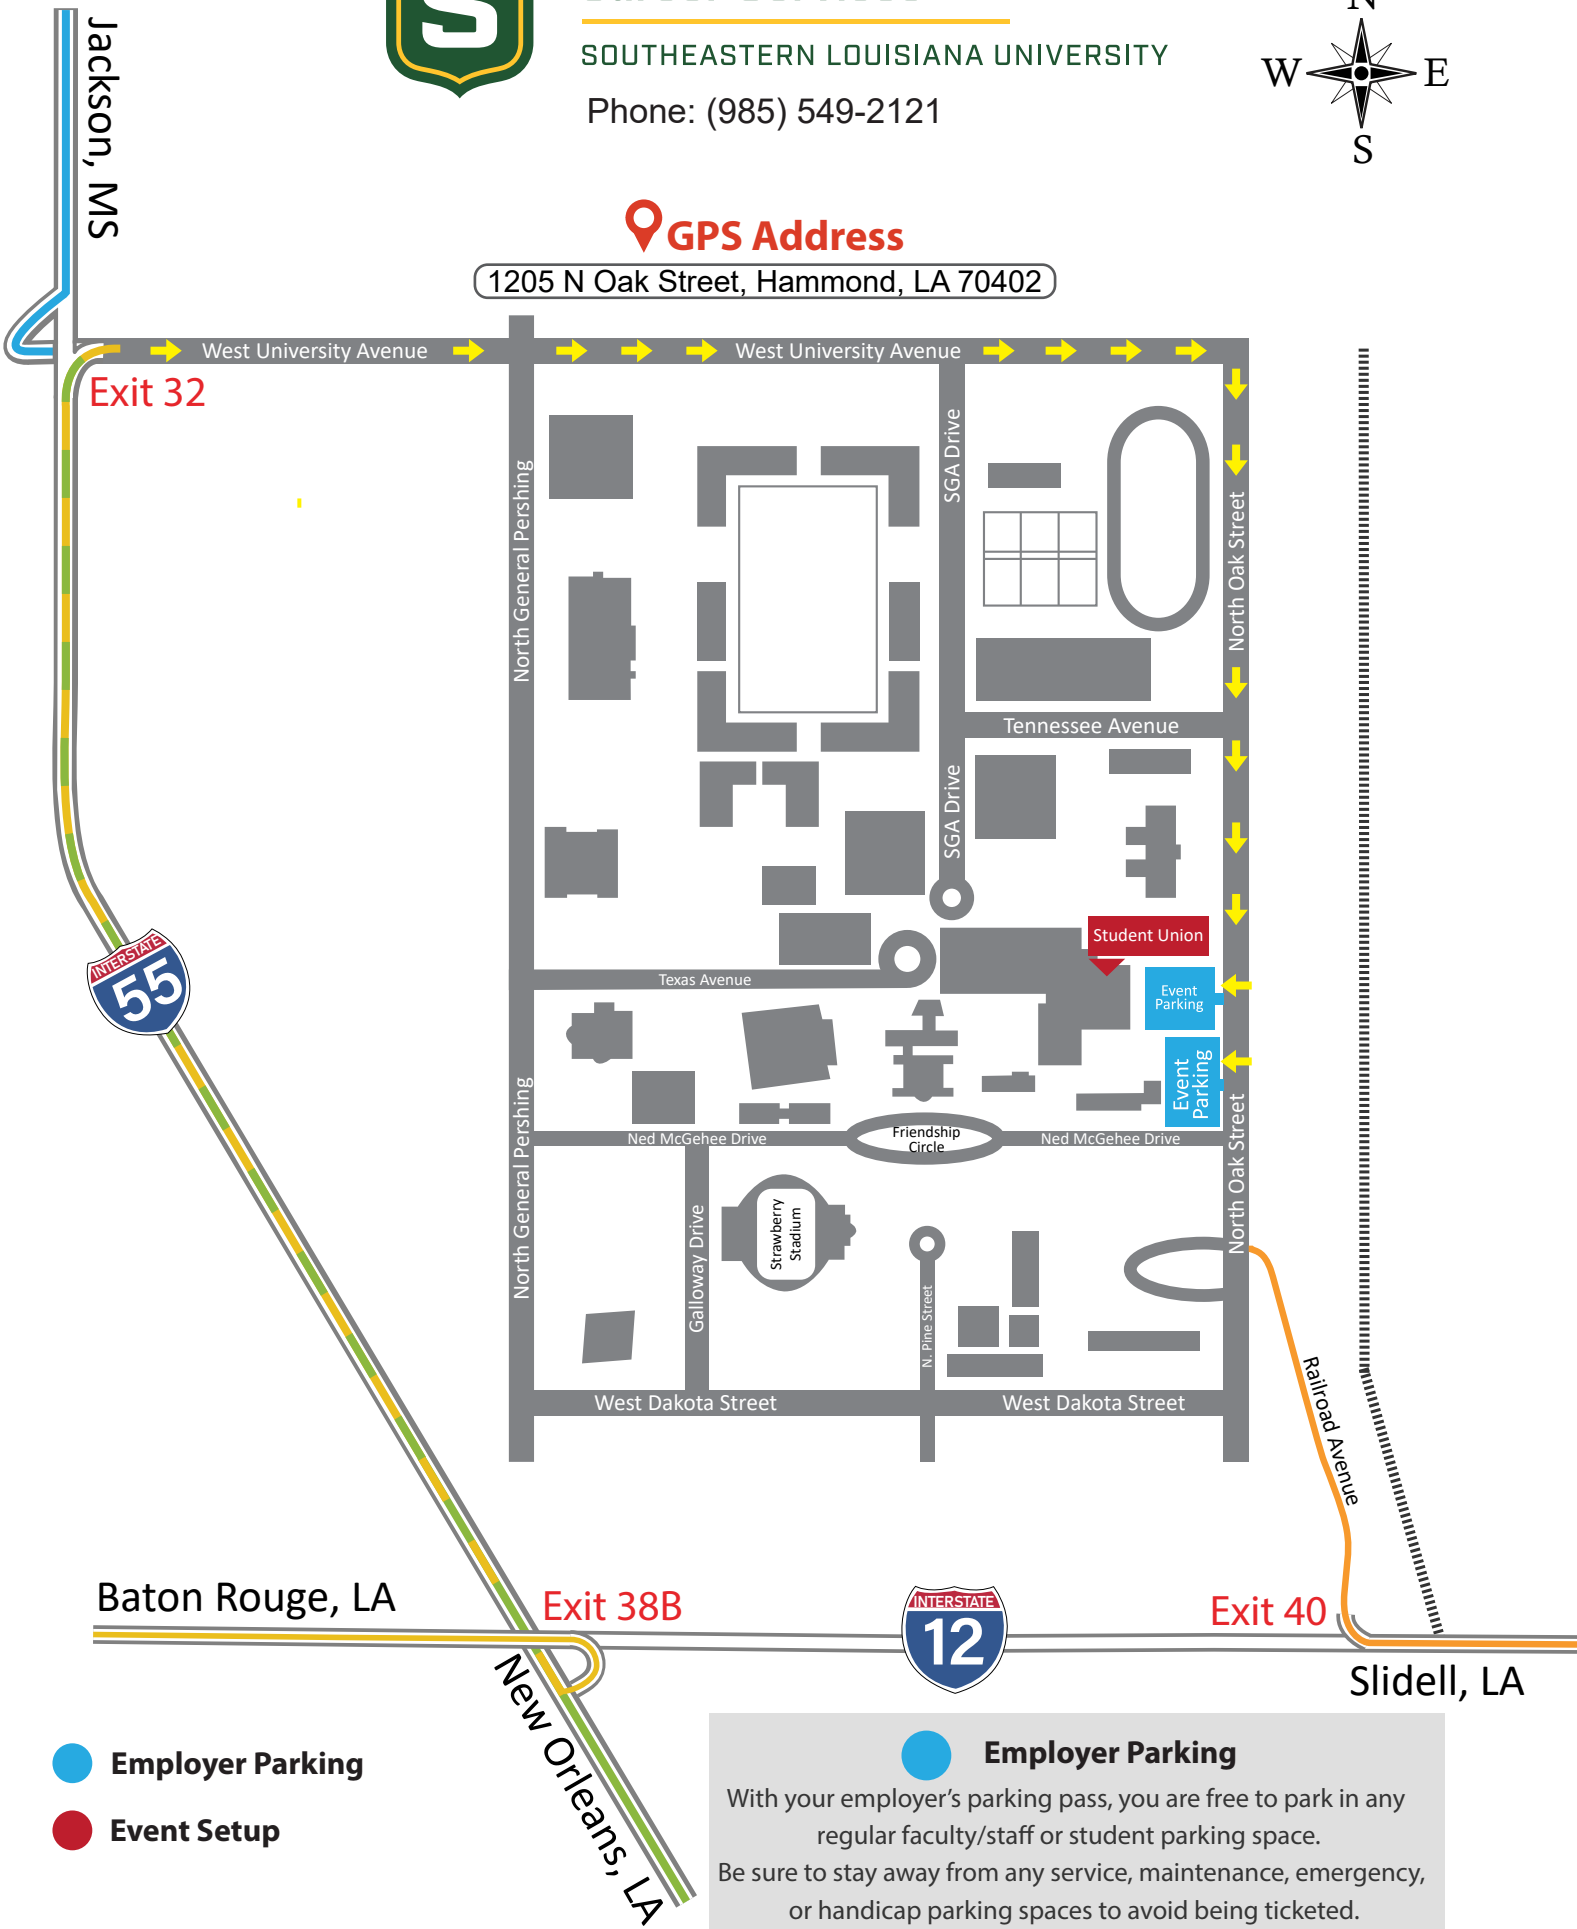 N
S
SOUTHEASTERN LOUISIANA UNIVERSITY
W
E
Phone: (985) 549-2121
S
Jackson, MS
GPS Address
1205 N Oak Street, Hammond, LA 70402
West University Avenue
West University Avenue
Exit 32
SGA Drive
North General Pershing
North Oak Street
Tennessee Avenue
SGA Drive
Student Union
INTERSTATE
55
Texas Avenue
Event
Parking
Event
Parking
North General Pershing
Ned McGehee Drive
Friendship
Circle
Ned McGehee Drive
North Oak Street
Galloway Drive
Strawberry
Stadium
N. Pine Street
Railroad Avenue
West Dakota Street
West Dakota Street
Baton Rouge, LA
Exit 38B
INTERSTATE
12
Exit 40
New Orleans, LA
Slidell, LA
Employer Parking
Event Setup
Employer Parking
With your employer’s parking pass, you are free to park in any
regular faculty/staff or student parking space.
Be sure to stay away from any service, maintenance, emergency,
or handicap parking spaces to avoid being ticketed.